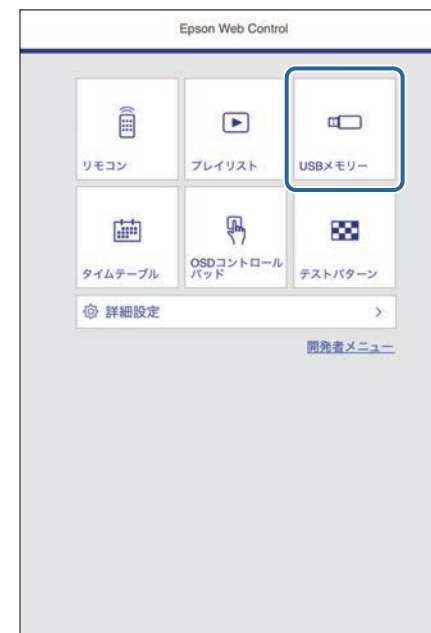 Epson Web Control
リモコン
プレイリスト
USBメモリー
タイムテーブル
OSDコントロール
パッド
テストパターン
詳細設定
開発者メニュー